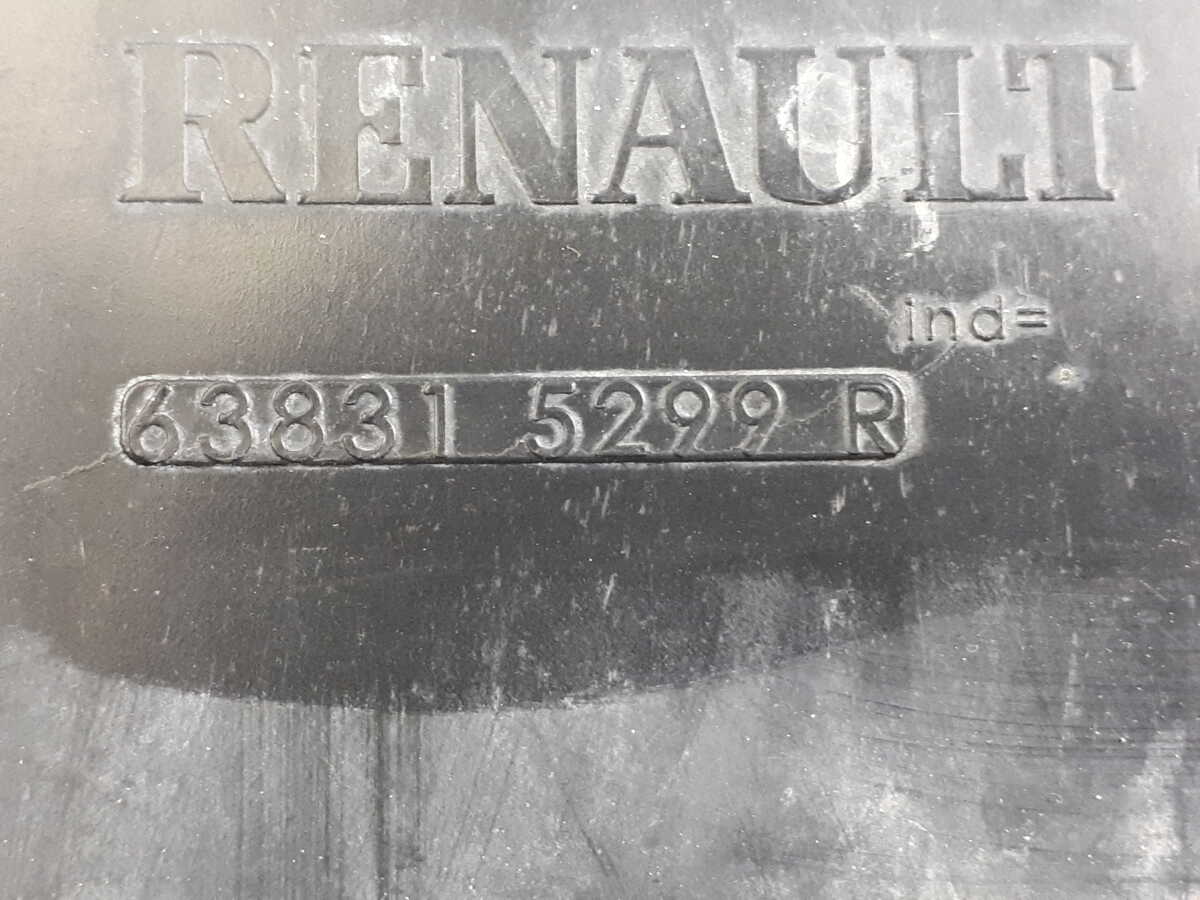 RENAULT
ind=
63831 5299 R